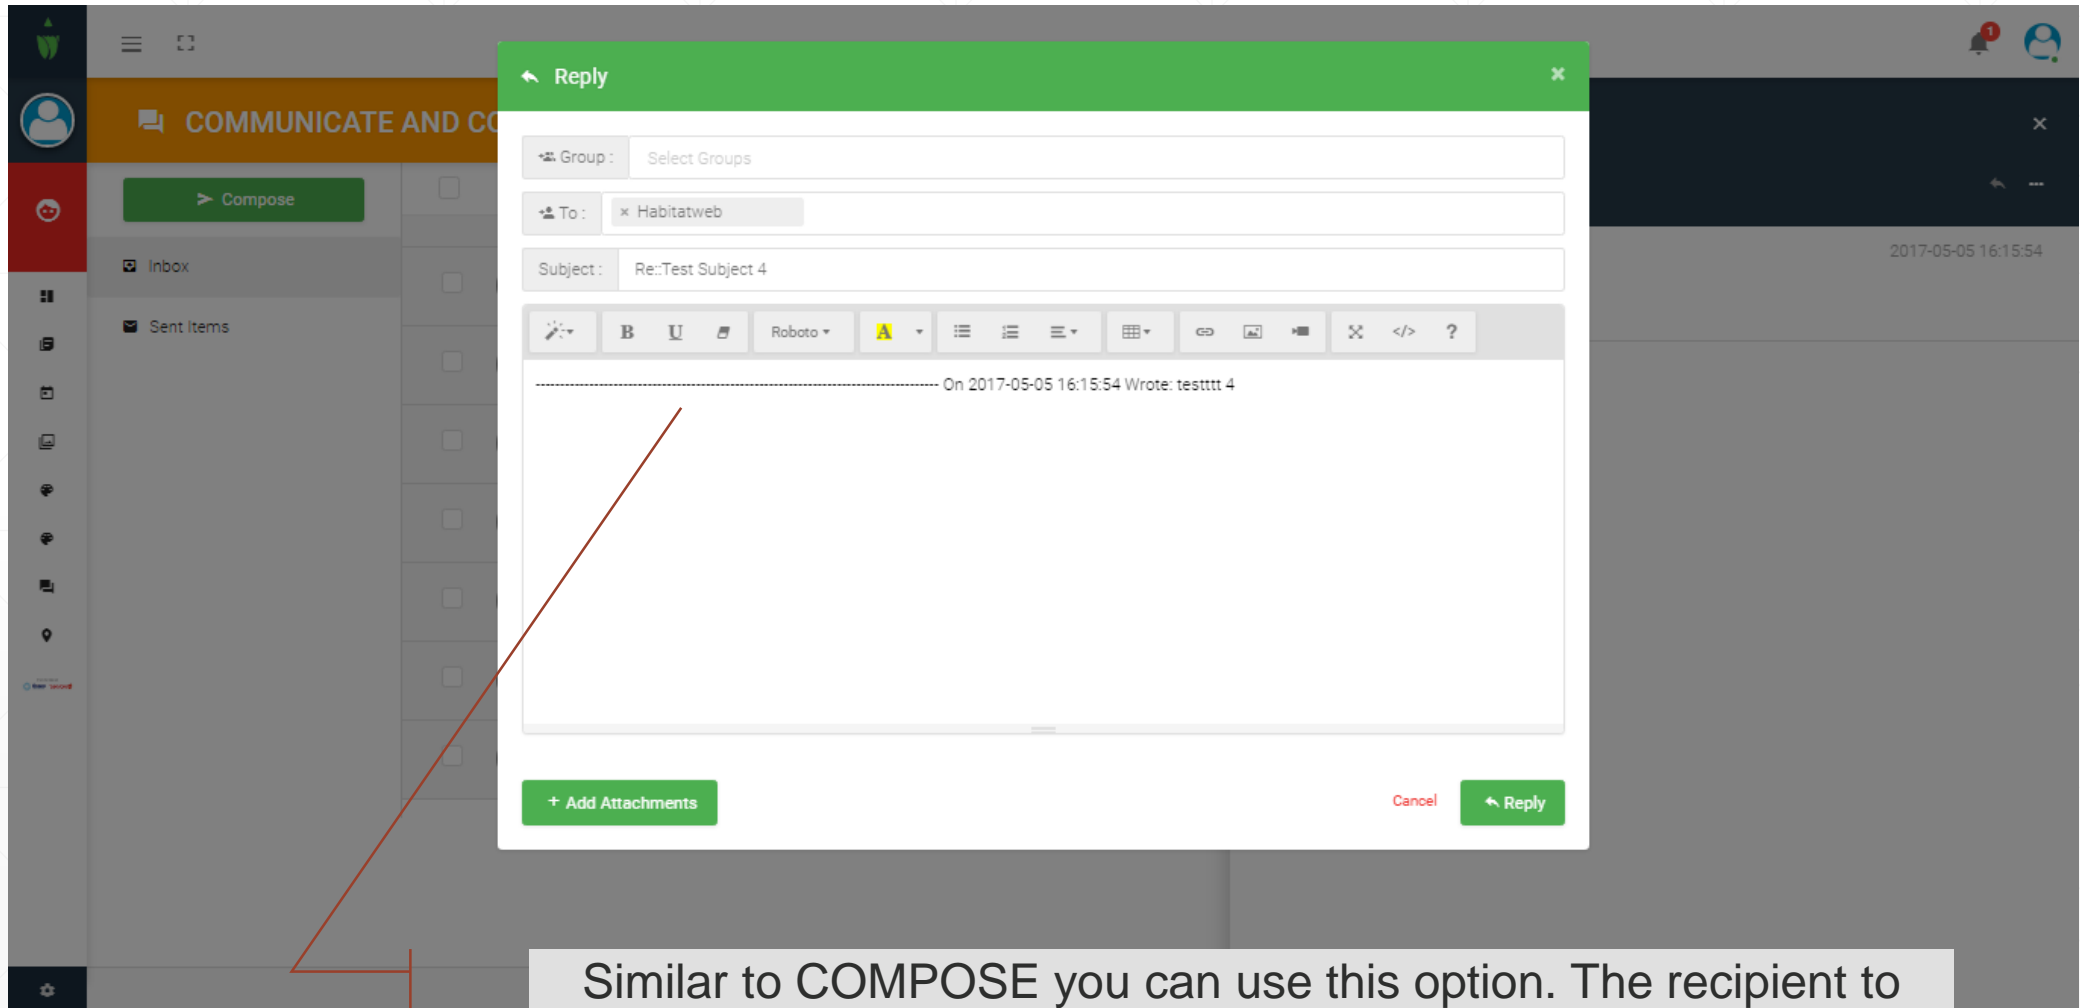 1
Reply
COMMUNICATE AND CO
Group :
Select Groups
Compose
To :
× Habitatweb
2017-05-05 16:15:54
Inbox
Subject :
Re::Test Subject 4
Sent Items
B U Roboto A </> ?
-------------------------------------------------------------------------------- On 2017-05-05 16:15:54 Wrote: testttt 4
+ Add Attachments
Cancel
Reply
Similar to COMPOSE you can use this option. The recipient to